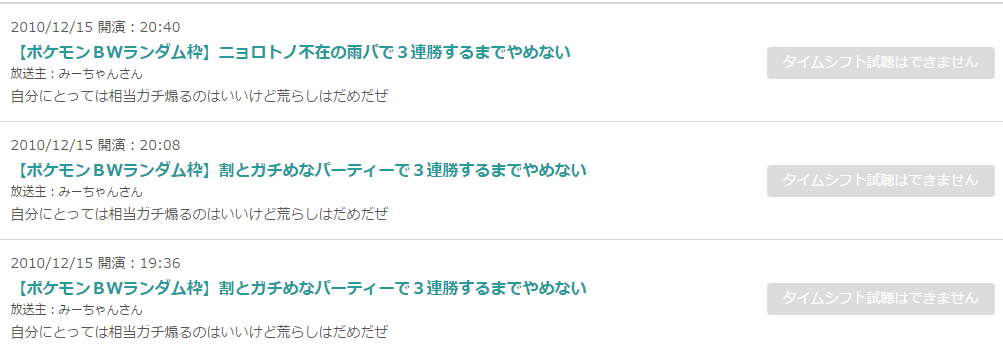 2010/12/15 開演：20:40
【ポケモンＢＷランダム枠】ニョロトノ不在の雨パで３連勝するまでやめない
タイムシフト試聴はできません
放送主：みーちゃんさん
自分にとっては相当ガチ煽るのはいいけど荒らしはだめだぜ
2010/12/15 開演：20:08
【ポケモンＢＷランダム枠】割とガチめなパーティーで３連勝するまでやめない
タイムシフト試聴はできません
放送主：みーちゃんさん
自分にとっては相当ガチ煽るのはいいけど荒らしはだめだぜ
2010/12/15 開演：19:36
【ポケモンＢＷランダム枠】割とガチめなパーティーで３連勝するまでやめない
タイムシフト試聴はできません
放送主：みーちゃんさん
自分にとっては相当ガチ煽るのはいいけど荒らしはだめだぜ